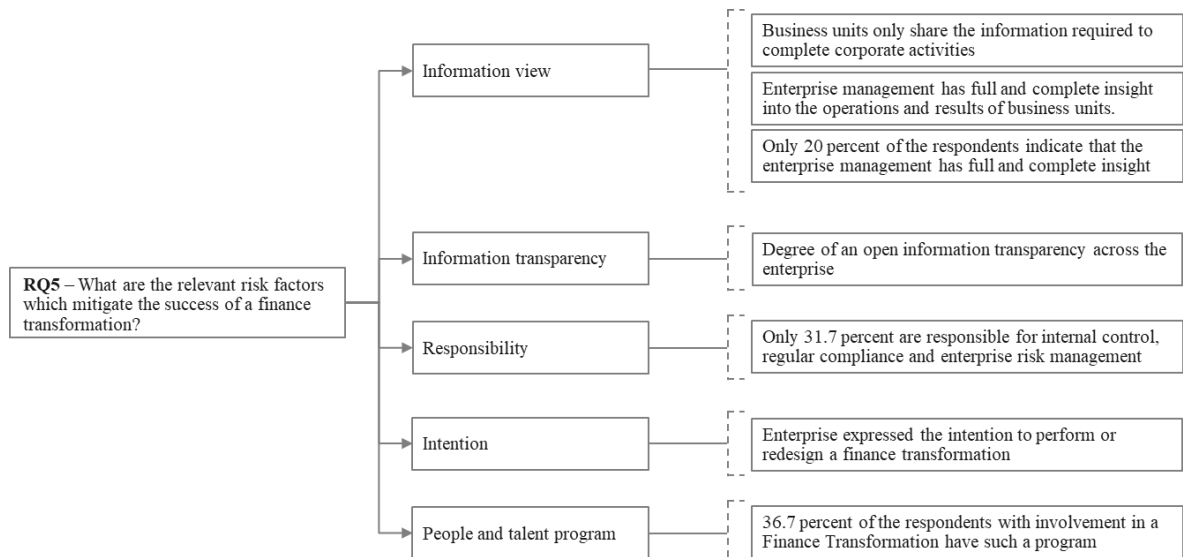 RQ5 – What are the relevant risk factors
which mitigate the success of a finance
transformation?
Information view
Business units only share the information required to
complete corporate activities
Enterprise management has full and complete insight
into the operations and results of business units.
Only 20 percent of the respondents indicate that the
enterprise management has full and complete insight
Information transparency
Degree of an open information transparency across the
enterprise
Responsibility
Only 31.7 percent are responsible for internal control,
regular compliance and enterprise risk management
Intention
Enterprise expressed the intention to perform or
redesign a finance transformation
People and talent program
36.7 percent of the respondents with involvement in a
Finance Transformation have such a program